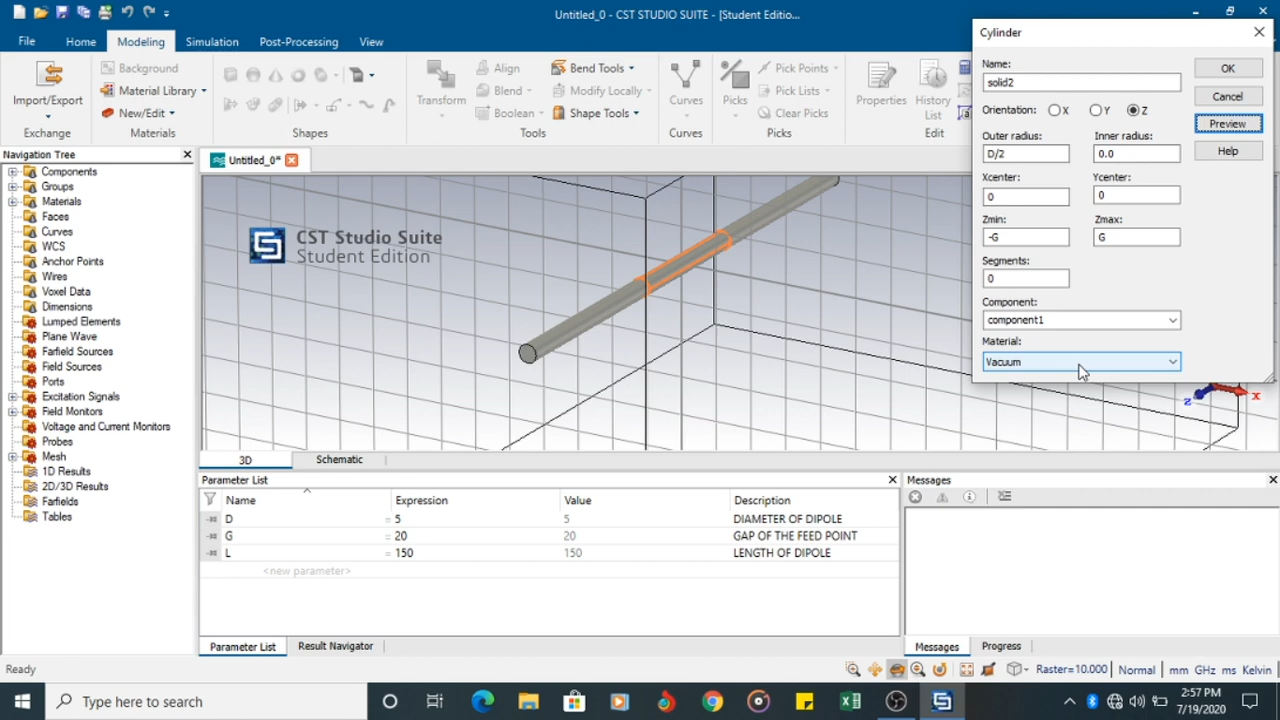 Untitled_0 - CST STUDIO SUITE - [Student Editio...
File Home Modeling Simulation Post-Processing View
Import/Export
Exchange
Background
Material Library
New/Edit
Materials
Shapes
Transform
Align
Blend
Boolean
Bend Tools
Modify Locally
Shape Tools
Tools
Curves
Curves
Picks
Pick Points
Pick Lists
Clear Picks
Picks
Properties
History List
Edit
Cylinder
Name:
solid2
Orientation: X Y Z
Outer radius: Inner radius:
D/2 0.0
Xcenter: Ycenter:
0 0
Zmin: Zmax:
-G G
Segments:
0
Component:
component1
Material:
Vacuum
OK
Cancel
Preview
Help
Navigation Tree
Components
Groups
Materials
Faces
Curves
WCS
Anchor Points
Wires
Voxel Data
Dimensions
Lumped Elements
Plane Wave
Farfield Sources
Field Sources
Ports
Excitation Signals
Field Monitors
Voltage and Current Monitors
Probes
Mesh
1D Results
2D/3D Results
Farfields
Tables
Untitled_0*
CST Studio Suite
Student Edition
z x
3D Schematic
Parameter List
Name Expression Value Description
D = 5 5 DIAMETER OF DIPOLE
G = 20 20 GAP OF THE FEED POINT
L = 150 150 LENGTH OF DIPOLE
<new parameter>
Parameter List Result Navigator
Messages
Messages Progress
Ready
Raster=10.000 Normal mm GHz ms Kelvin
Type here to search
2:57 PM
7/19/2020